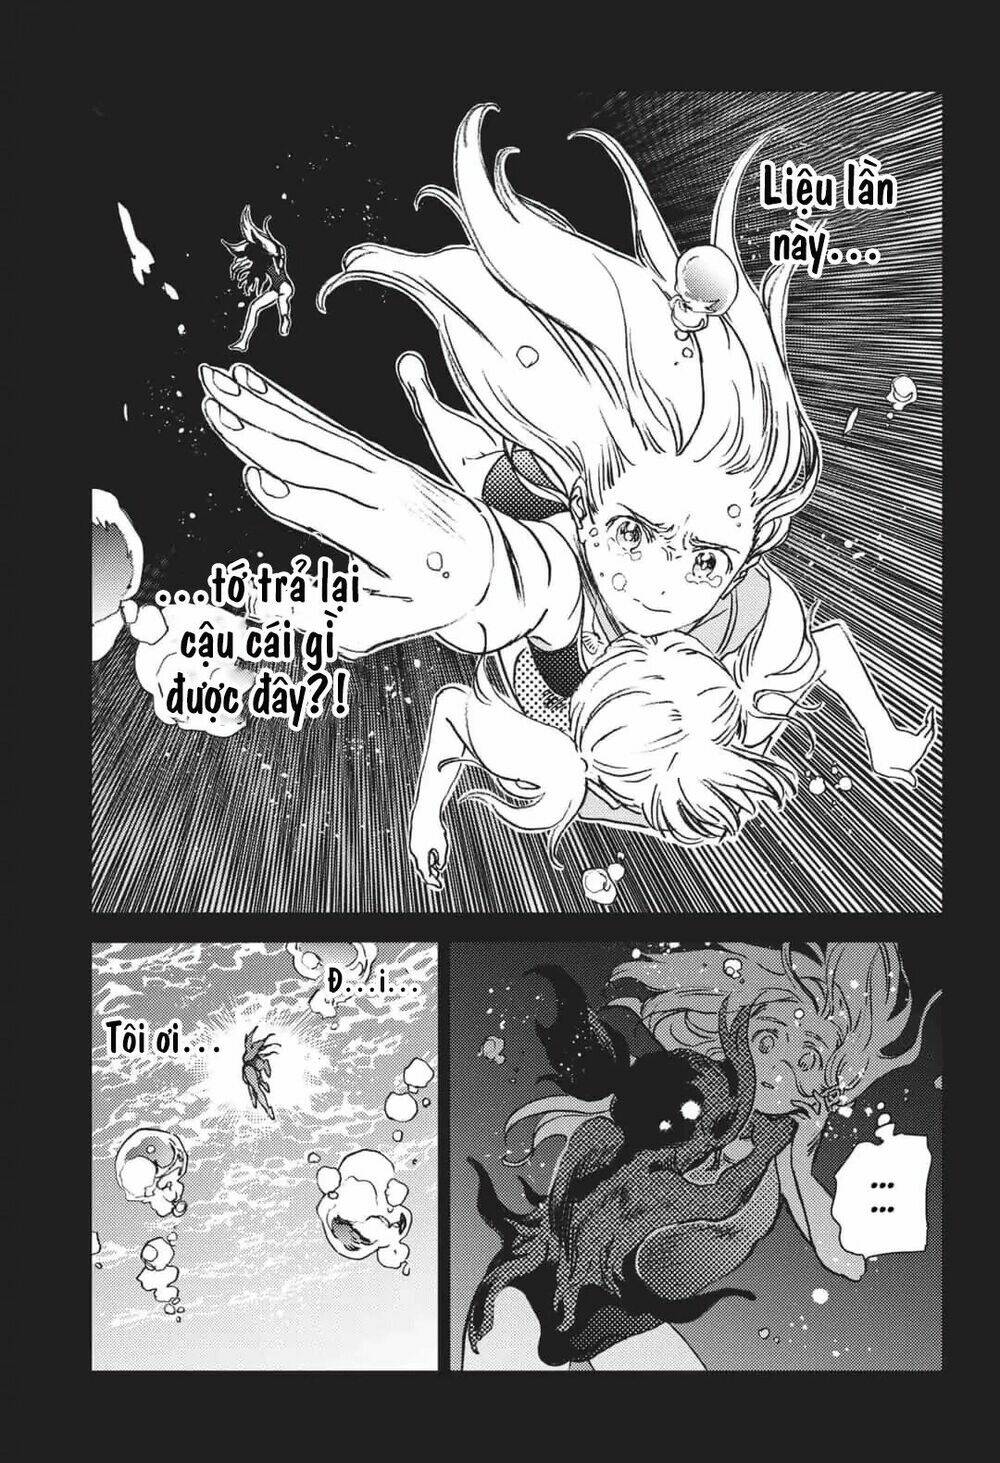 Liệu lần
này...
...tớ trả lại
cậu cái gì
được đây?!
...
...
Đ...i...
Tôi ơi...